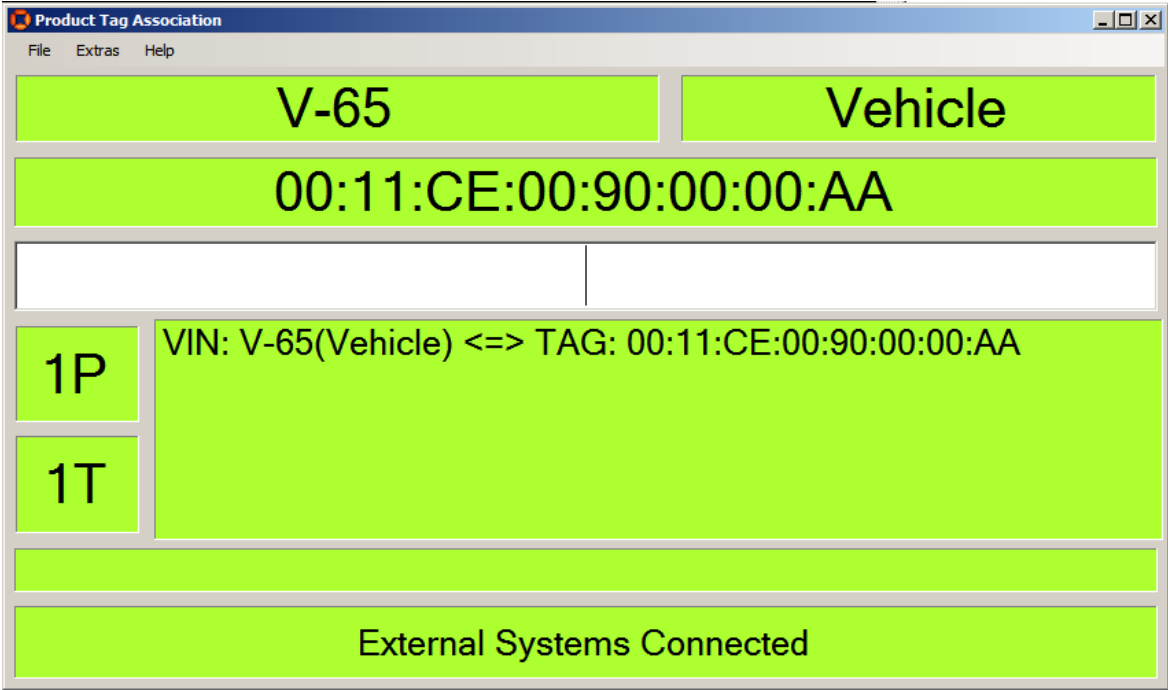 Product Tag Association
File Extras Help
V-65 Vehicle
00:11:CE:00:90:00:00:AA
1P
VIN: V-65(Vehicle) <=> TAG: 00:11:CE:00:90:00:00:AA
1T
External Systems Connected